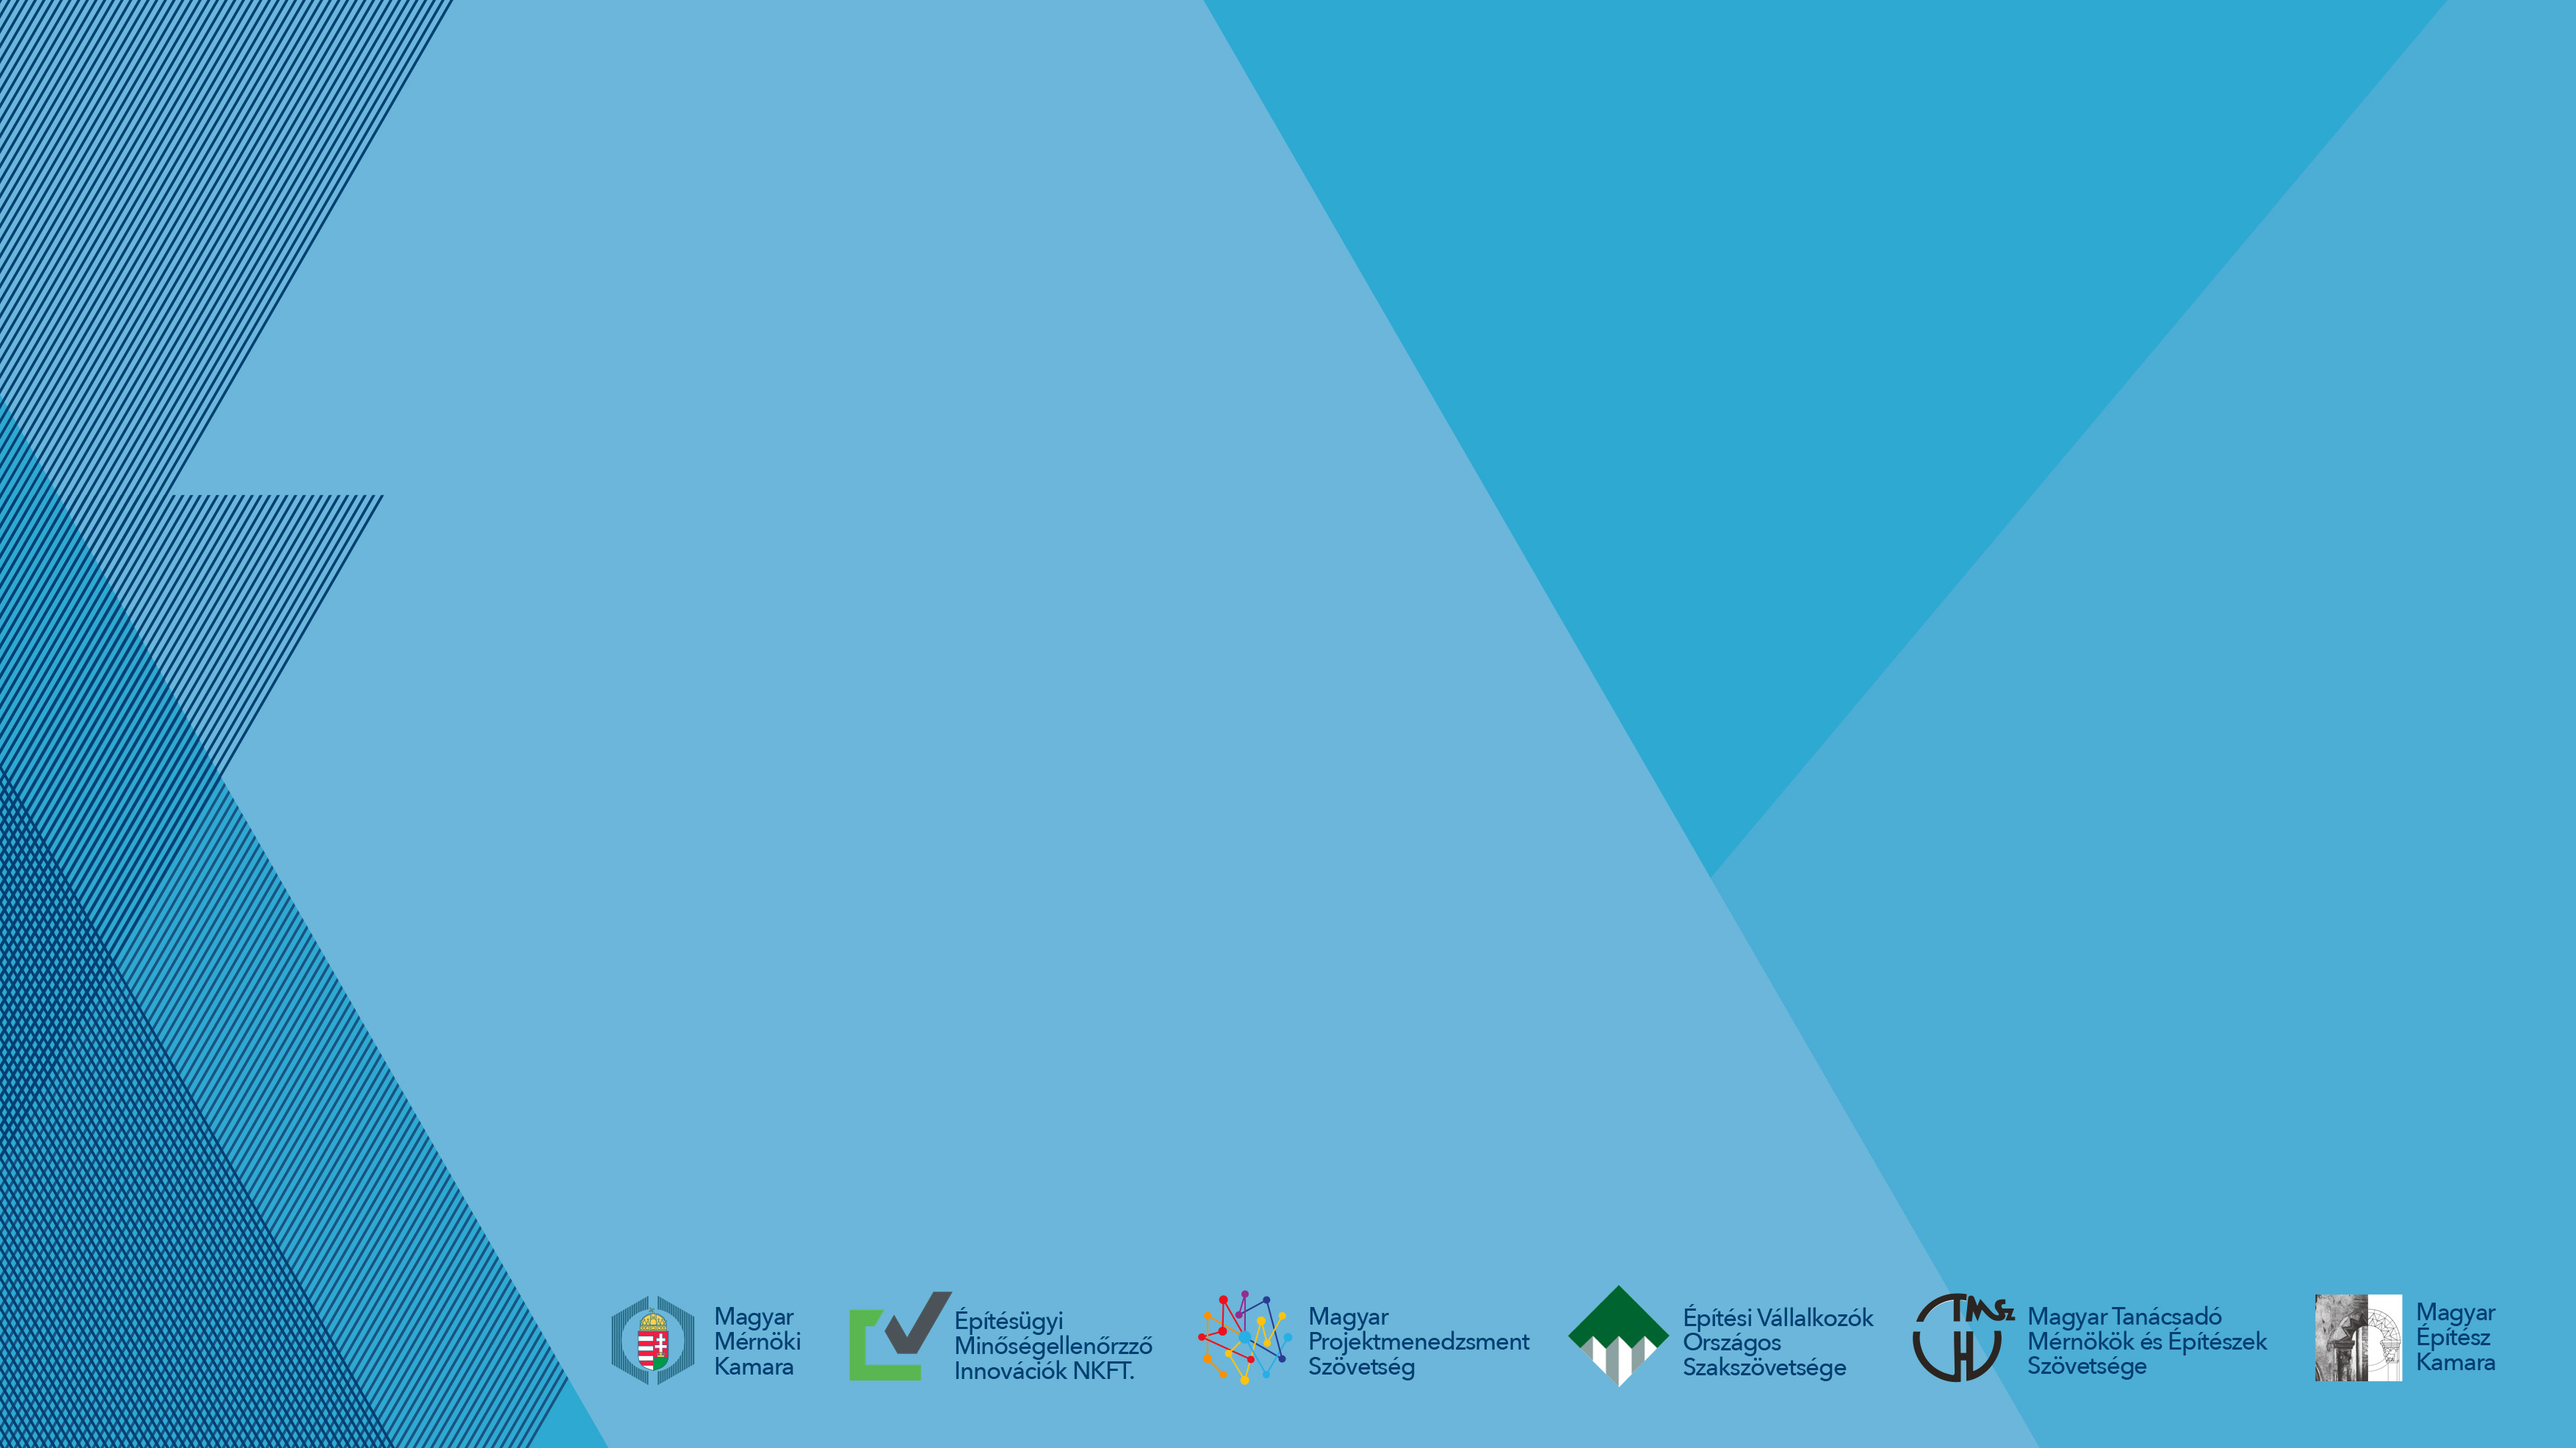 Magyar
Mérnöki
Kamara
Építésügyi
Minőségellenőrzző
Innovációk NKFT.
Magyar
Projektmenedzsment
Szövetség
Építési Vállalkozók
Országos
Szakszövetsége
TMSz
H
Magyar Tanácsadó
Mérnökök és Építészek
Szövetsége
Magyar
Építész
Kamara